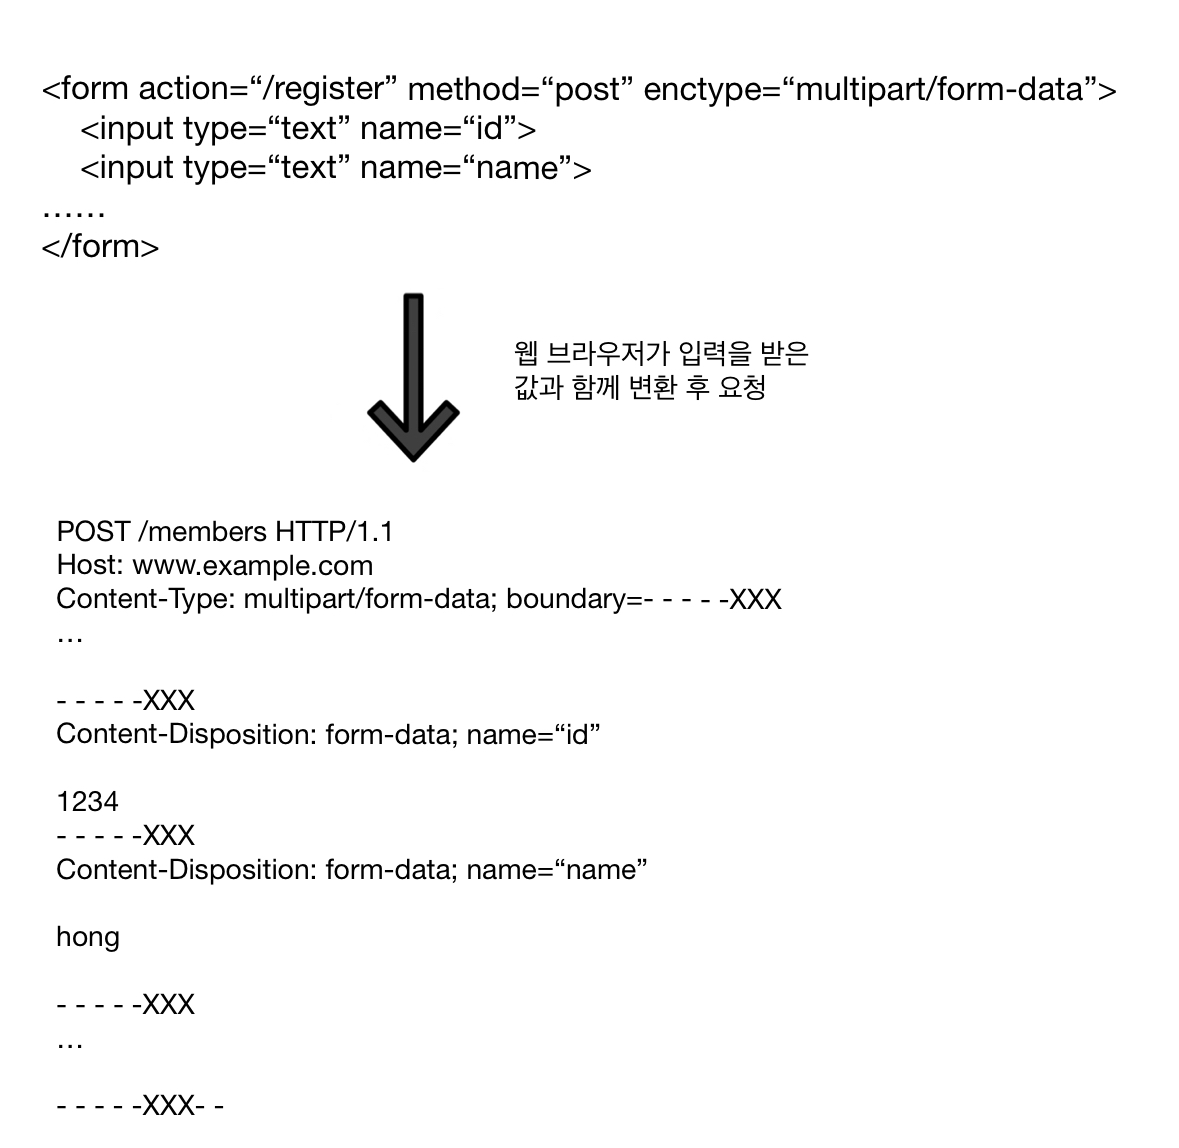 <form action=“/register” method=“post” enctype=“multipart/form-data”>
<input type=“text” name=“id”>
<input type=“text” name=“name”>
……
</form>
웹 브라우저가 입력을 받은
값과 함께 변환 후 요청
POST /members HTTP/1.1
Host: www.example.com
Content-Type: multipart/form-data; boundary=- - - - -XXX
…
- - - - -XXX
Content-Disposition: form-data; name=“id”
1234
- - - - -XXX
Content-Disposition: form-data; name=“name”
hong
- - - - -XXX
…
- - - - -XXX- -